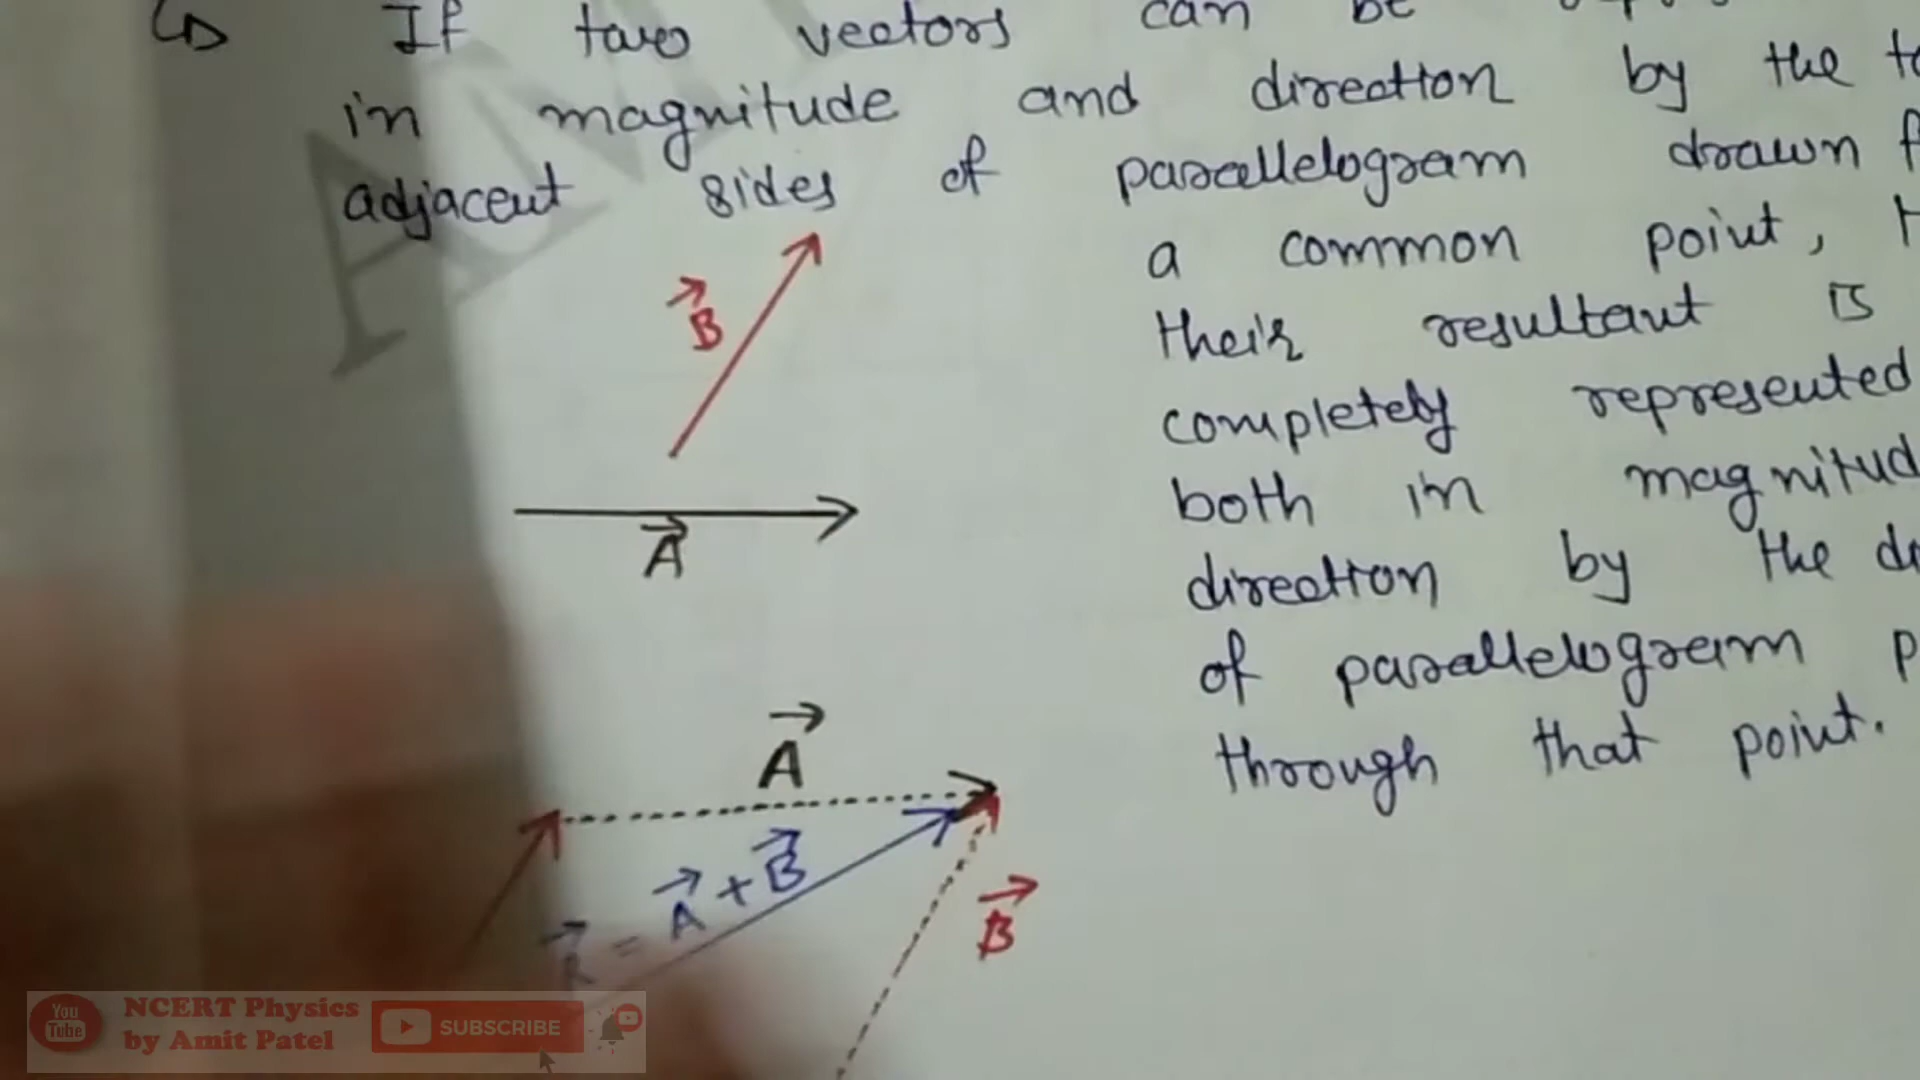 If two vectors can be
in magnitude and direction by the
adjacent sides of parallelogram drawn
a common point,
their resultant is
completely represented
both in
direction by the
of parallelogram
through that point.
B
A
A
R = A + B
B
You Tube
NCERT Physics
by Amit Patel
SUBSCRIBE